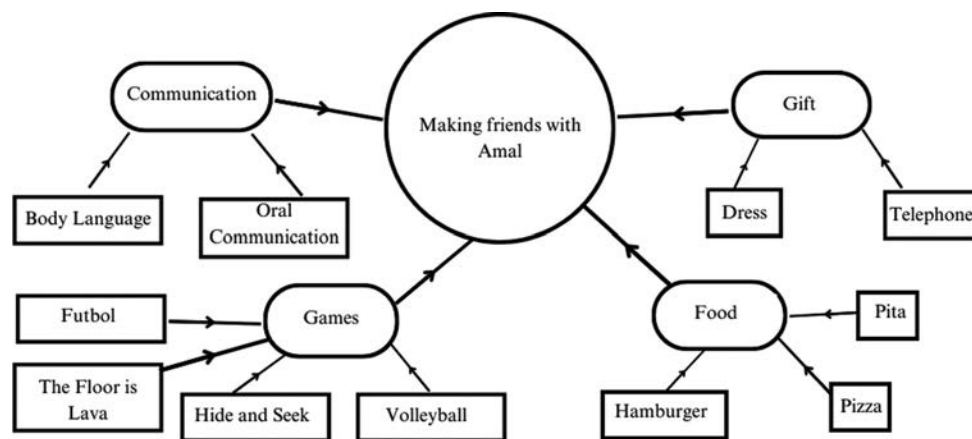 Communication
Making friends with
Amal
Gift
Body Language
Oral
Communication
Dress
Telephone
Futbol
Games
Food
Pita
The Floor is
Lava
Hide and Seek
Volleyball
Hamburger
Pizza